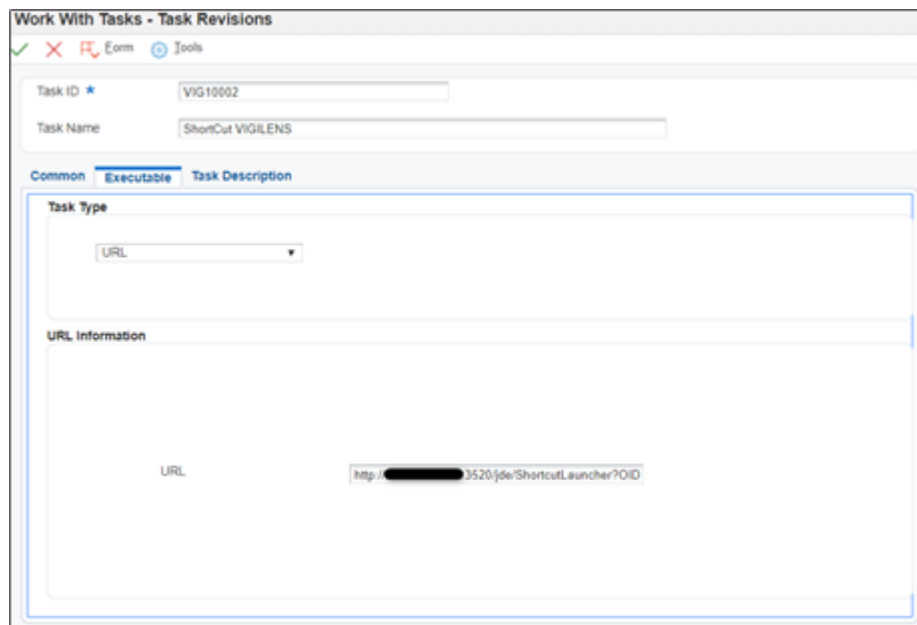 Work With Tasks - Task Revisions
Form Tools
Task ID * VIG10002
Task Name ShortCut VIGILENS
Common Executable Task Description
Task Type
URL
URL Information
URL http:// 3520/jde/ShortcutLauncher?OID